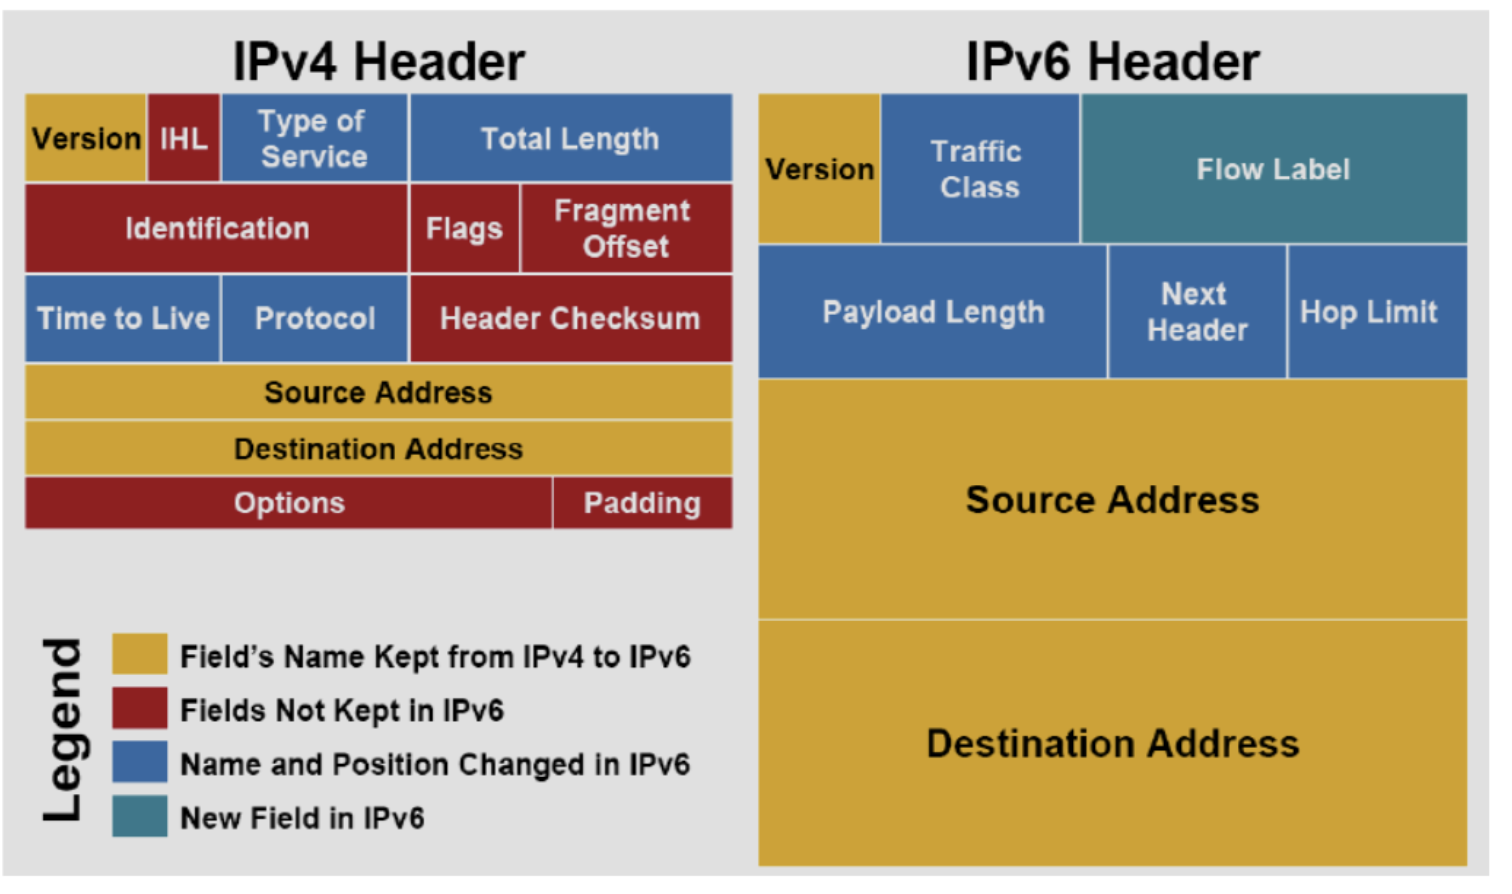 IPv4 Header
Version
IHL
Type of
Service
Total Length
Identification
Flags
Fragment
Offset
Time to Live
Protocol
Header Checksum
Source Address
Destination Address
Options
Padding
IPv6 Header
Version
Traffic
Class
Flow Label
Payload Length
Next
Header
Hop Limit
Source Address
Destination Address
Legend
Field’s Name Kept from IPv4 to IPv6
Fields Not Kept in IPv6
Name and Position Changed in IPv6
New Field in IPv6